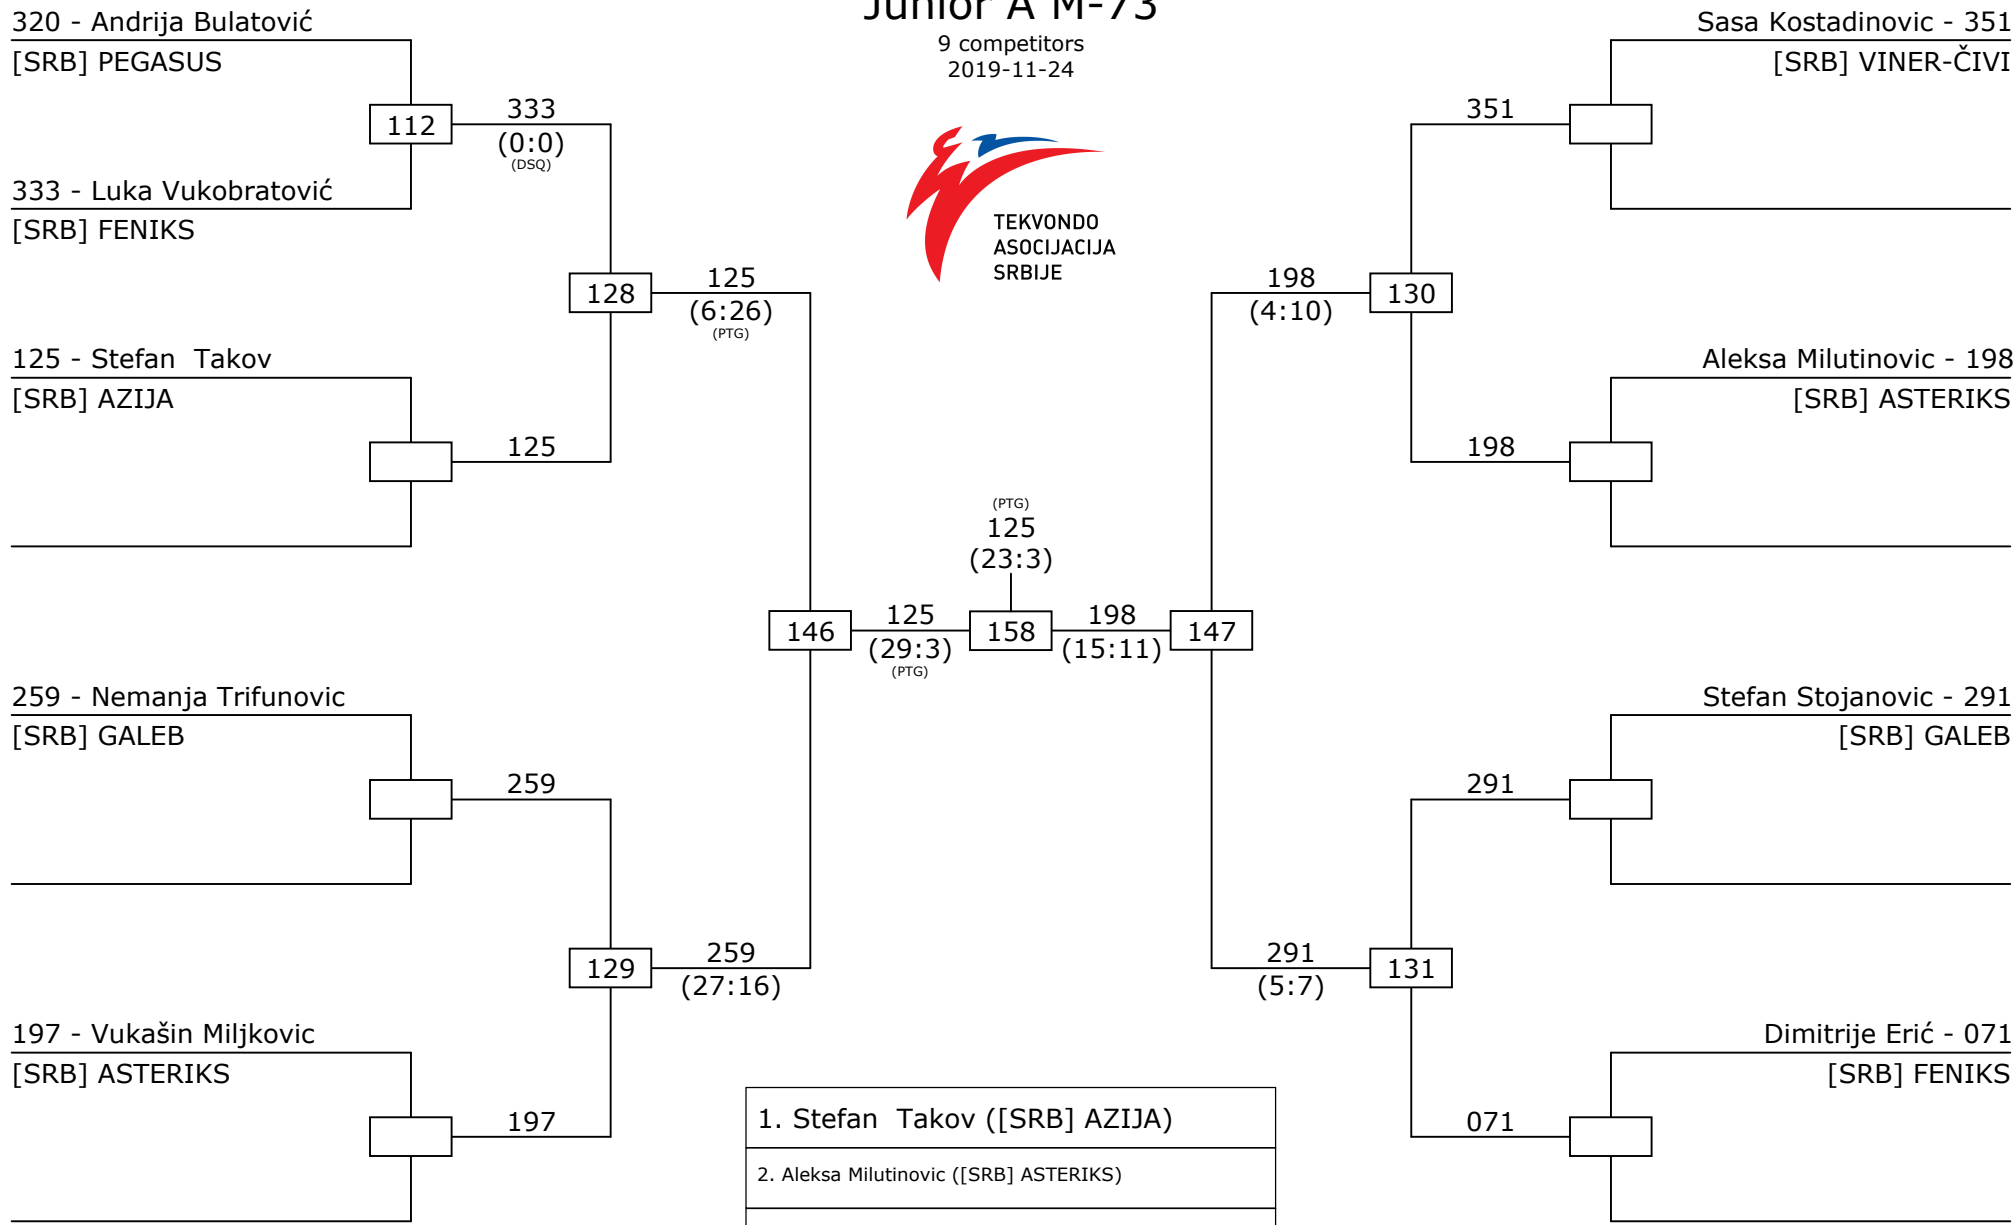 Junior A M-73
9 competitors
2019-11-24
TEKVONDO
ASOCIJACIJA
SRBIJE
320 - Andrija Bulatović
[SRB] PEGASUS
112
333
(0:0)
(DSQ)
333 - Luka Vukobratović
[SRB] FENIKS
128
125
(6:26)
(PTG)
125 - Stefan  Takov
[SRB] AZIJA
125
259 - Nemanja Trifunovic
[SRB] GALEB
259
129
259
(27:16)
197 - Vukašin Miljkovic
[SRB] ASTERIKS
197
146
125
(29:3)
(PTG)
(PTG)
125
(23:3)
158
198
(15:11)
147
Sasa Kostadinovic - 351
[SRB] VINER-ČIVI
351
198
(4:10)
130
Aleksa Milutinovic - 198
[SRB] ASTERIKS
198
Stefan Stojanovic - 291
[SRB] GALEB
291
291
(5:7)
131
Dimitrije Erić - 071
[SRB] FENIKS
071
1. Stefan  Takov ([SRB] AZIJA)
2. Aleksa Milutinovic ([SRB] ASTERIKS)